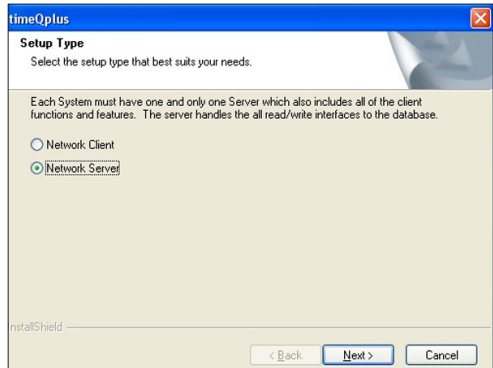 timeQplus
Setup Type
Select the setup type that best suits your needs.
Each System must have one and only one Server which also includes all of the client
functions and features. The server handles the all read/write interfaces to the database.
Network Client
Network Server
nstallShield
< Back
Next >
Cancel